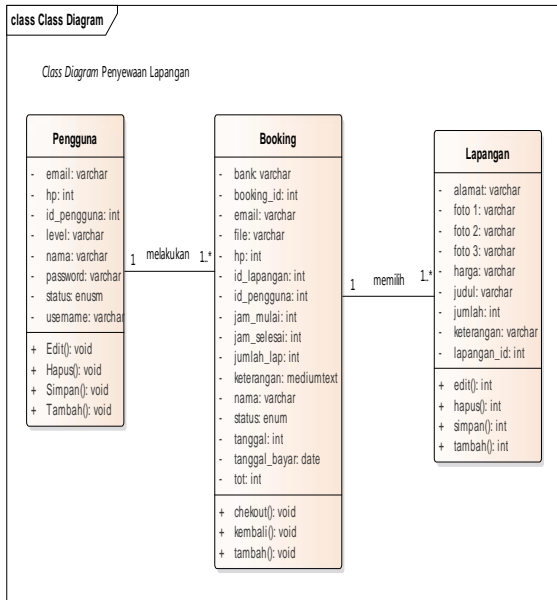 class Class Diagram
Class Diagram Penyewaan Lapangan
Pengguna
- email: varchar
- hp: int
- id_pengguna: int
- level: varchar
- nama: varchar
- password: varchar
- status: enusm
- username: varchar
+ Edit(): void
+ Hapus(): void
+ Simpan(): void
+ Tambah(): void
1 melakukan 1..*
Booking
- bank: varchar
- booking_id: int
- email: varchar
- file: varchar
- hp: int
- id_lapangan: int
- id_pengguna: int
- jam_mulai: int
- jam_selesai: int
- jumlah_lap: int
- keterangan: mediumtext
- nama: varchar
- status: enum
- tanggal: int
- tanggal_bayar: date
- tot: int
+ chekout(): void
+ kembali(): void
+ tambah(): void
1 memilih 1..*
Lapangan
- alamat: varchar
- foto 1: varchar
- foto 2: varchar
- foto 3: varchar
- harga: varchar
- judul: varchar
- jumlah: int
- keterangan: varchar
- lapangan_id: int
+ edit(): int
+ hapus(): int
+ simpan(): int
+ tambah(): int